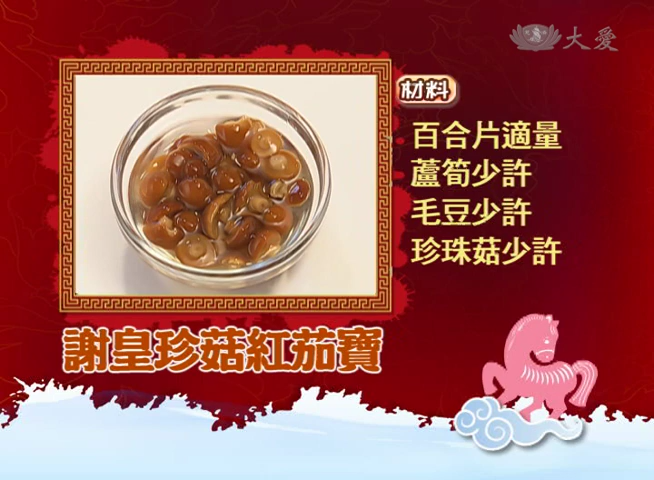 大愛
材料
百合片適量
蘆筍少許
毛豆少許
珍珠菇少許
謝皇珍菇紅茄寶